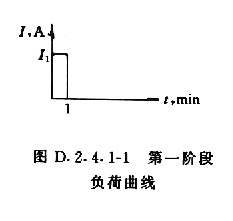 I,A
I₁
1
t,min
图 D·2·4·1-1 第一阶段
负荷曲线